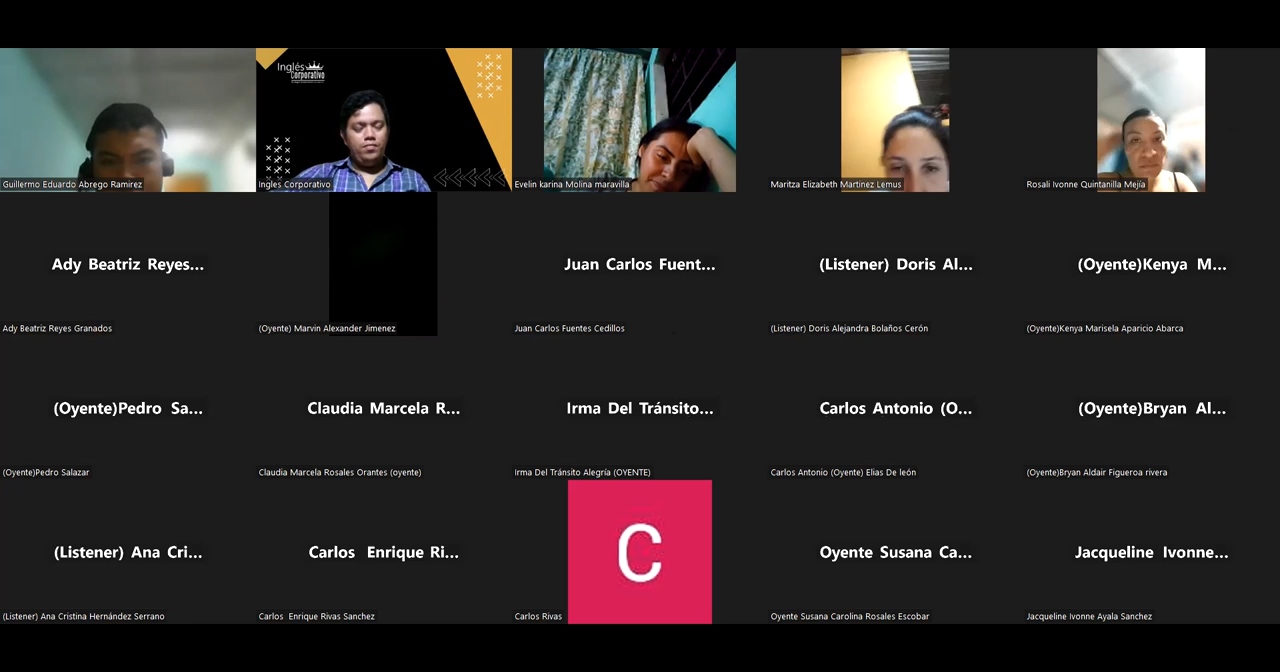 Inglés
Corporativo
Guillermo Eduardo Abrego Ramirez
Ingles Corporativo
Evelin karina Molina maravilla
Maritza Elizabeth Martinez Lemus
Rosali Ivonne Quintanilla Mejía
Ady Beatriz Reyes...
Juan Carlos Fuent...
(Listener) Doris Al...
(Oyente)Kenya M...
Ady Beatriz Reyes Granados
(Oyente) Marvin Alexander Jimenez
Juan Carlos Fuentes Cedillos
(Listener) Doris Alejandra Bolaños Cerón
(Oyente)Kenya Marisela Aparicio Abarca
(Oyente)Pedro Sa...
Claudia Marcela R...
Irma Del Tránsito...
Carlos Antonio (O...
(Oyente)Bryan Al...
(Oyente)Pedro Salazar
Claudia Marcela Rosales Orantes (oyente)
Irma Del Tránsito Alegría (OYENTE)
Carlos Antonio (Oyente) Elias De león
(Oyente)Bryan Aldair Figueroa rivera
(Listener) Ana Cri...
Carlos Enrique Ri...
C
Oyente Susana Ca...
Jacqueline Ivonne...
(Listener) Ana Cristina Hernández Serrano
Carlos Enrique Rivas Sanchez
Carlos Rivas
Oyente Susana Carolina Rosales Escobar
Jacqueline Ivonne Ayala Sanchez